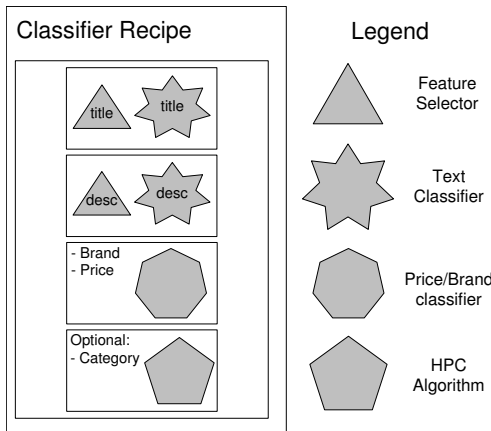 Classifier Recipe
title
title
desc
desc
- Brand
- Price
Optional:
- Category
Legend
Feature
Selector
Text
Classifier
Price/Brand
classifier
HPC
Algorithm